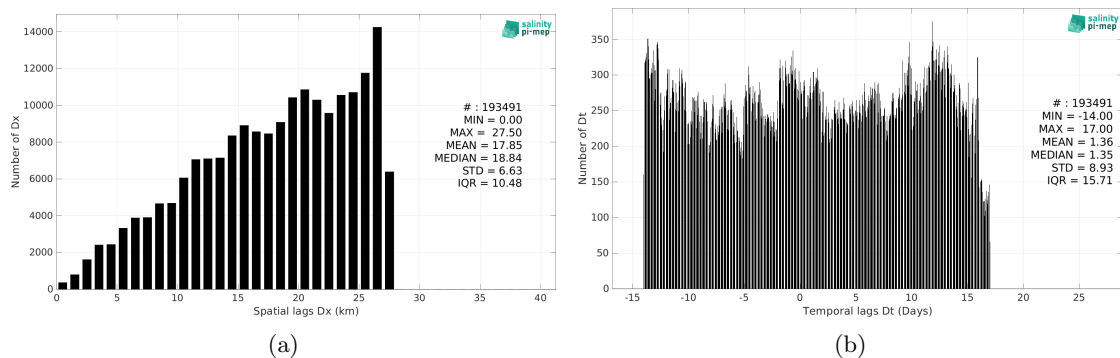 14000
12000
10000
8000
6000
4000
2000
0
Number of Dx
0 5 10 15 20 25 30 35 40
Spatial lags Dx (km)
salinity
pi-mep
# : 193491
MIN = 0.00
MAX = 27.50
MEAN = 17.85
MEDIAN = 18.84
STD = 6.63
IQR = 10.48
(a)
350
300
250
200
150
100
50
0
Number of Dt
-15 -10 -5 0 5 10 15 20 25
Temporal lags Dt (Days)
salinity
pi-mep
# : 193491
MIN = -14.00
MAX = 17.00
MEAN = 1.36
MEDIAN = 1.35
STD = 8.93
IQR = 15.71
(b)